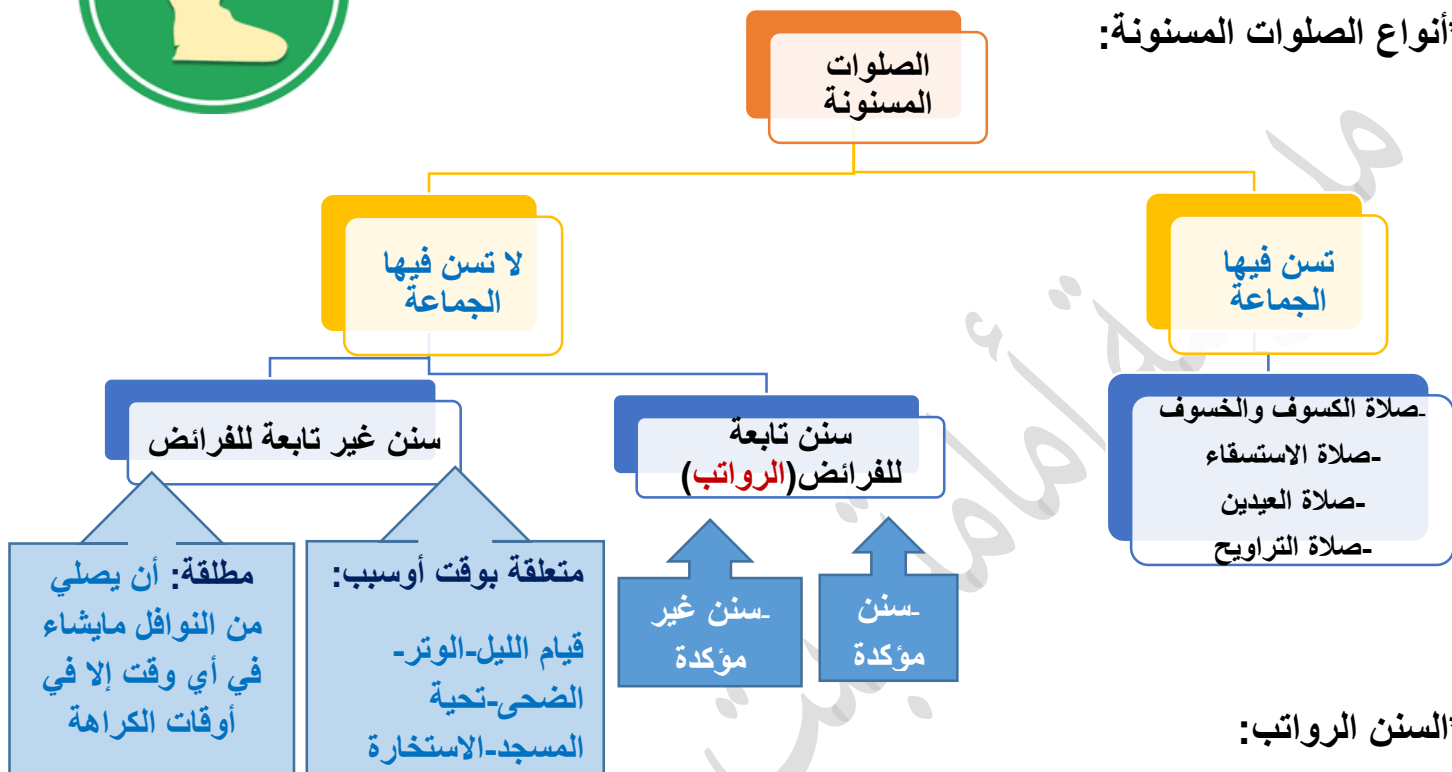 *أنواع الصلوات المسنونة:
الصلوات
المسنونة
تسن فيها
الجماعة
لا تسن فيها
الجماعة
-صلاة الكسوف والخسوف
-صلاة الاستسقاء
-صلاة العيدين
-صلاة التراويح
سنن تابعة
للفرائض(الرواتب)
-سنن
مؤكدة
-سنن غير
مؤكدة
سنن غير تابعة للفرائض
متعلقة بوقت أوسبب:
قيام الليل-الوتر-
الضحى-تحية
المسجد-الاستخارة
مطلقة: أن يصلي
من النوافل مايشاء
في أي وقت إلا في
أوقات الكراهة
*السنن الرواتب: